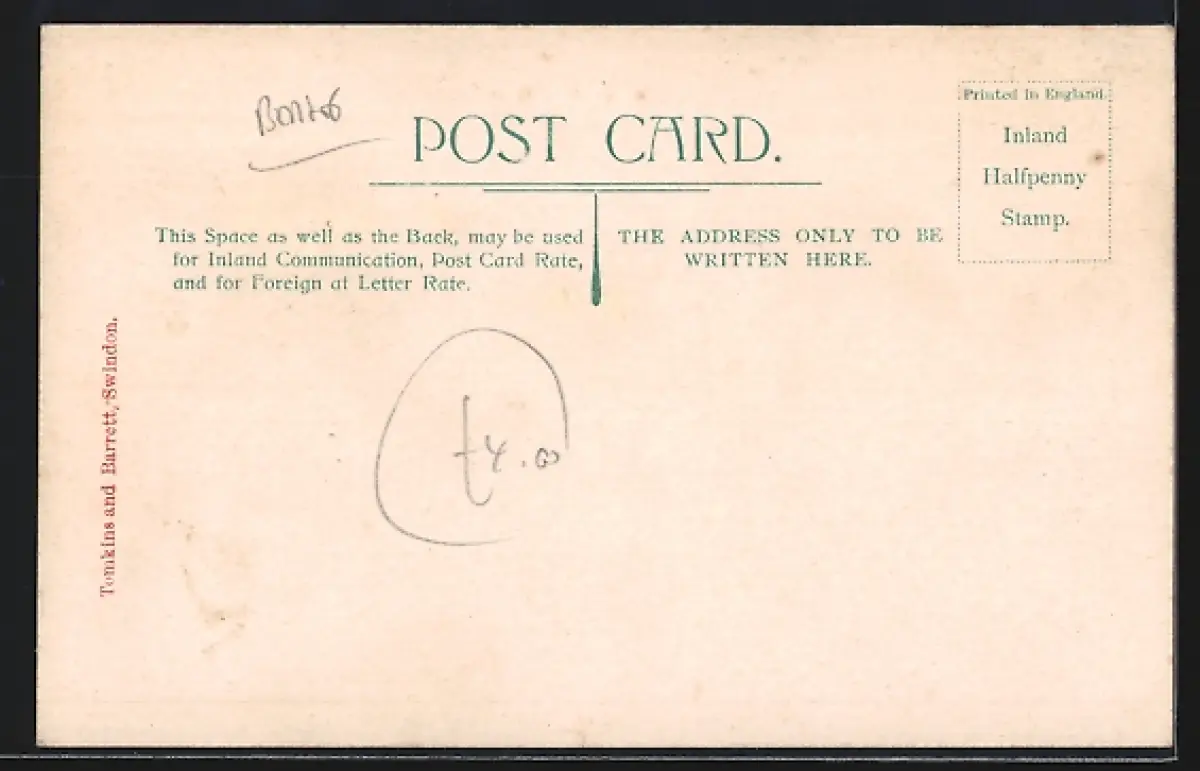 POST CARD.
Printed in England.
Inland
Halfpenny
Stamp.
This Space as well as the Back, may be used
for Inland Communication, Post Card Rate,
and for Foreign at Letter Rate.
THE ADDRESS ONLY TO BE
WRITTEN HERE.
Tomkins and Barrett, Swindon.
£4.00